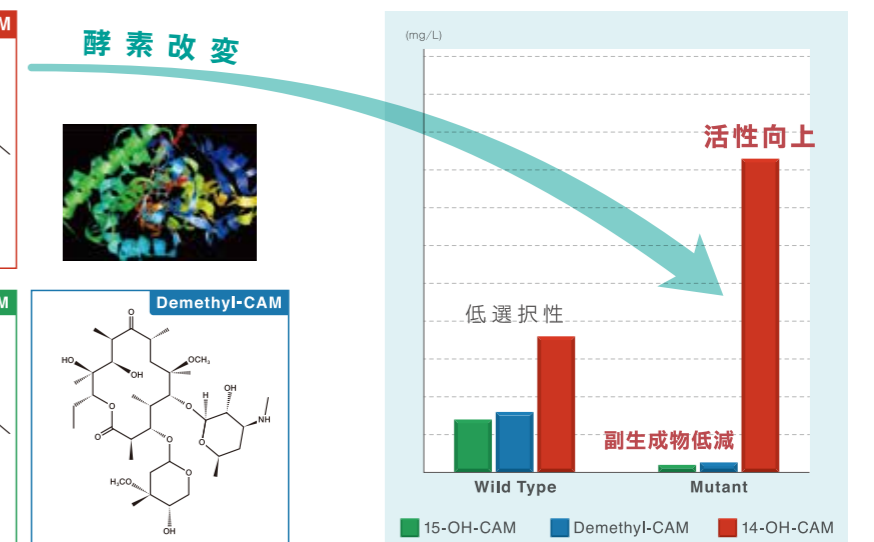 M
酵素改変
(mg/L)
活性向上
低選択性
副生成物低減
Wild Type
Mutant
15-OH-CAM
Demethyl-CAM
14-OH-CAM
M
Demethyl-CAM
O
HO
OH
OCH₃
O
O
O
H
OH
NH
O
O
O
H₃CO
OH